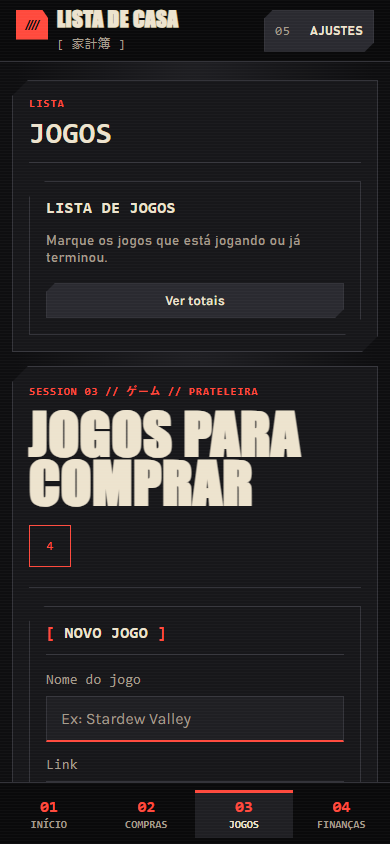 LISTA DE CASA
[ 家計簿 ]
05 AJUSTES
LISTA
JOGOS
LISTA DE JOGOS
Marque os jogos que está jogando ou já
terminou.
Ver totais
SESSION 03 // ゲーム // PRATELEIRA
JOGOS PARA
COMPRAR
4
[ NOVO JOGO ]
Nome do jogo
Ex: Stardew Valley
Link
01 02 03 04
INÍCIO COMPRAS JOGOS FINANÇAS